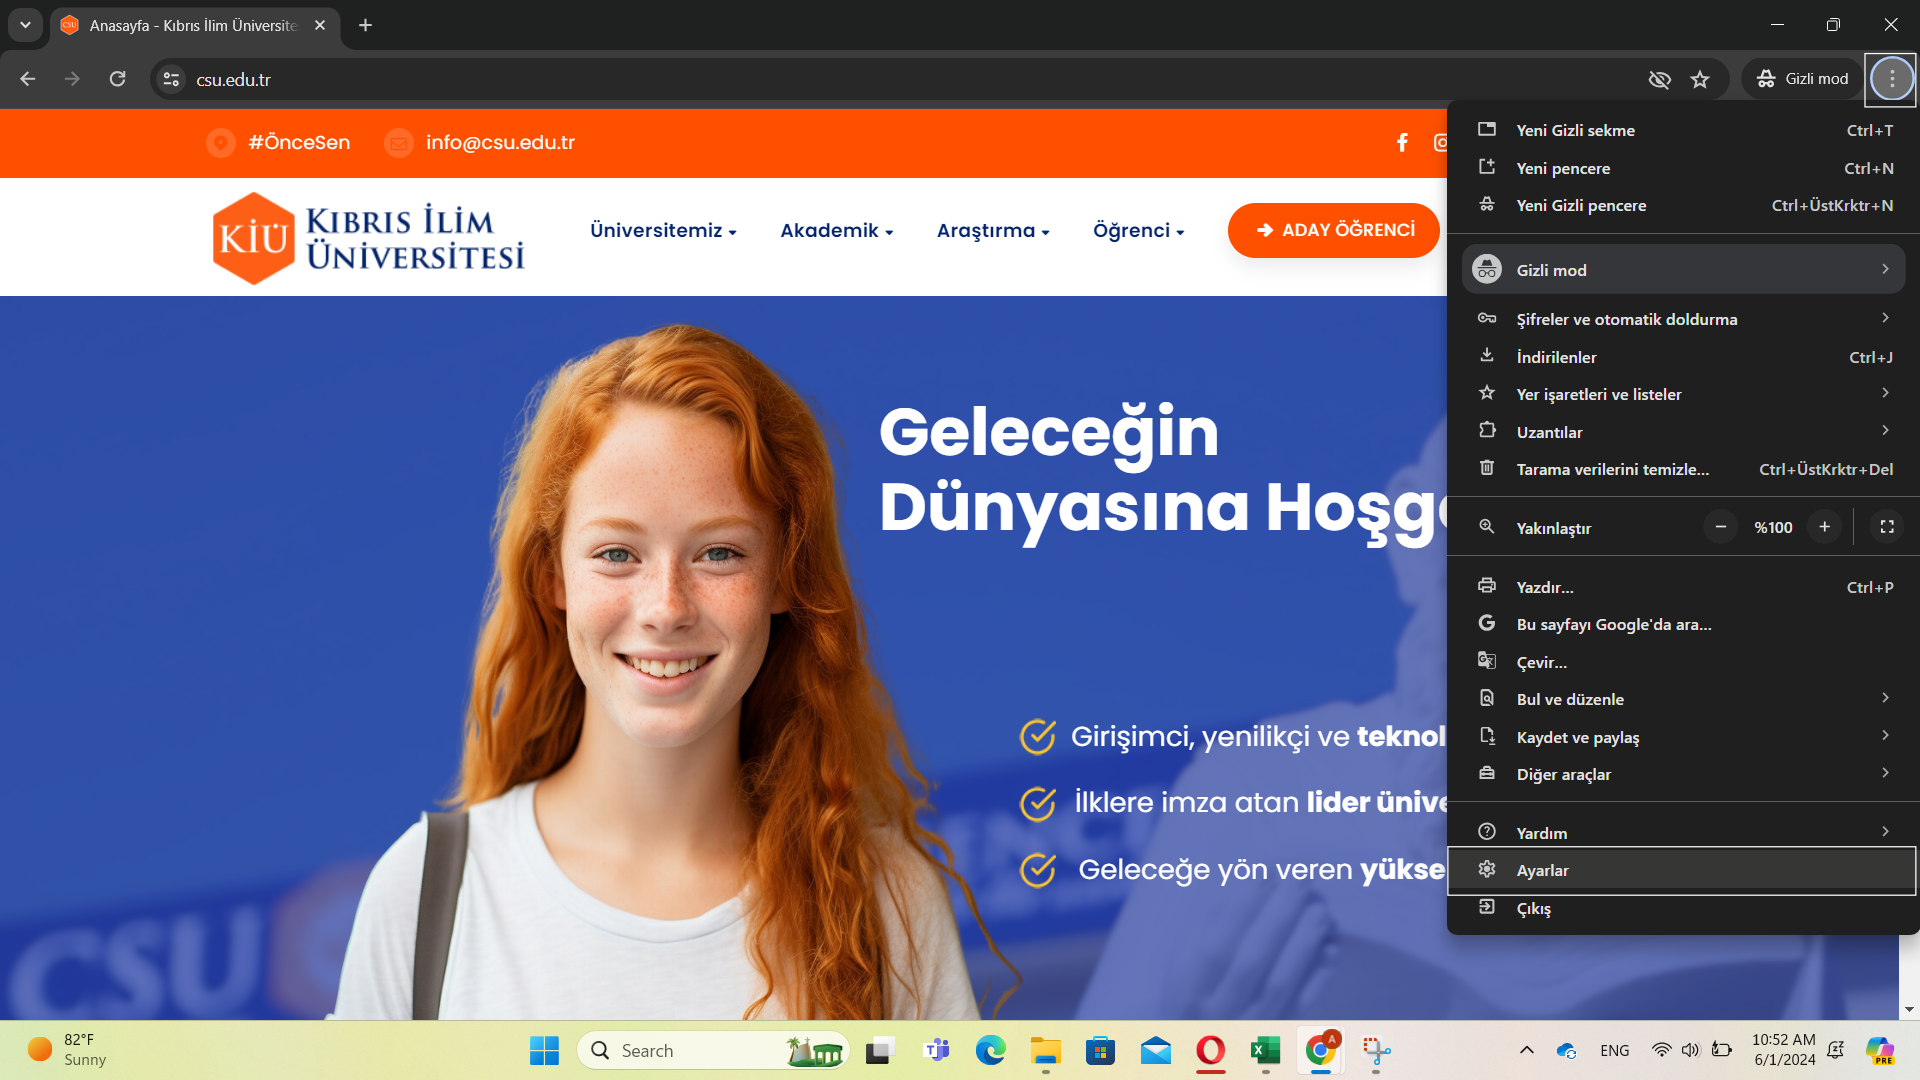 Anasayfa - Kıbrıs İlim Üniversite
csu.edu.tr
Gizli mod
#ÖnceSen
info@csu.edu.tr
KİÜ
KIBRIS İLİM
ÜNİVERSİTESİ
Üniversitemiz
Akademik
Araştırma
Öğrenci
ADAY ÖĞRENCİ
Geleceğin
Dünyasına Hoşge
Girişimci, yenilikçi ve teknol
İlklere imza atan lider ünive
Geleceğe yön veren yükse
CSU
Yeni Gizli sekme Ctrl+T
Yeni pencere Ctrl+N
Yeni Gizli pencere Ctrl+ÜstKrktr+N
Gizli mod
Şifreler ve otomatik doldurma
İndirilenler Ctrl+J
Yer işaretleri ve listeler
Uzantılar
Tarama verilerini temizle... Ctrl+ÜstKrktr+Del
Yakınlaştır − %100 +
Yazdır... Ctrl+P
Bu sayfayı Google'da ara...
Çevir...
Bul ve düzenle
Kaydet ve paylaş
Diğer araçlar
Yardım
Ayarlar
Çıkış
82°F
Sunny
Search
ENG
10:52 AM
6/1/2024
PRE